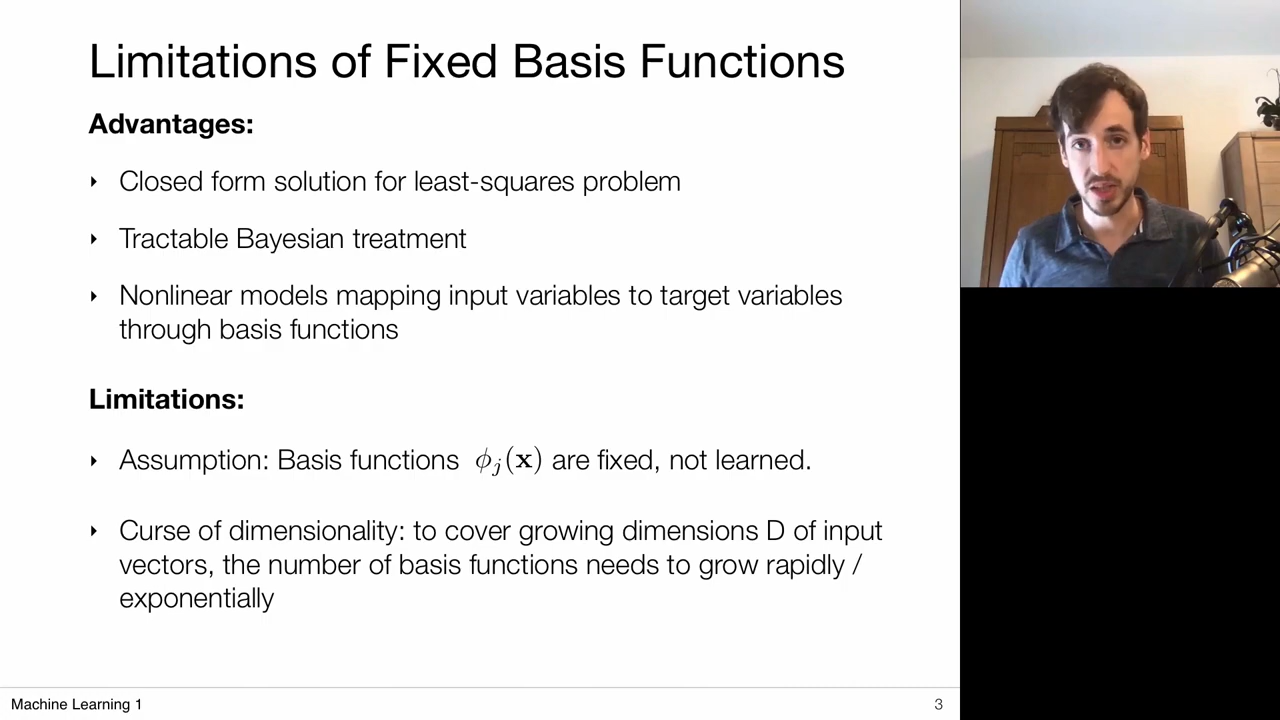 Limitations of Fixed Basis Functions
Advantages:
‣ Closed form solution for least-squares problem
‣ Tractable Bayesian treatment
‣ Nonlinear models mapping input variables to target variables
through basis functions
Limitations:
‣ Assumption: Basis functions ϕⱼ(𝐱) are fixed, not learned.
‣ Curse of dimensionality: to cover growing dimensions D of input
vectors, the number of basis functions needs to grow rapidly /
exponentially
Machine Learning 1
3